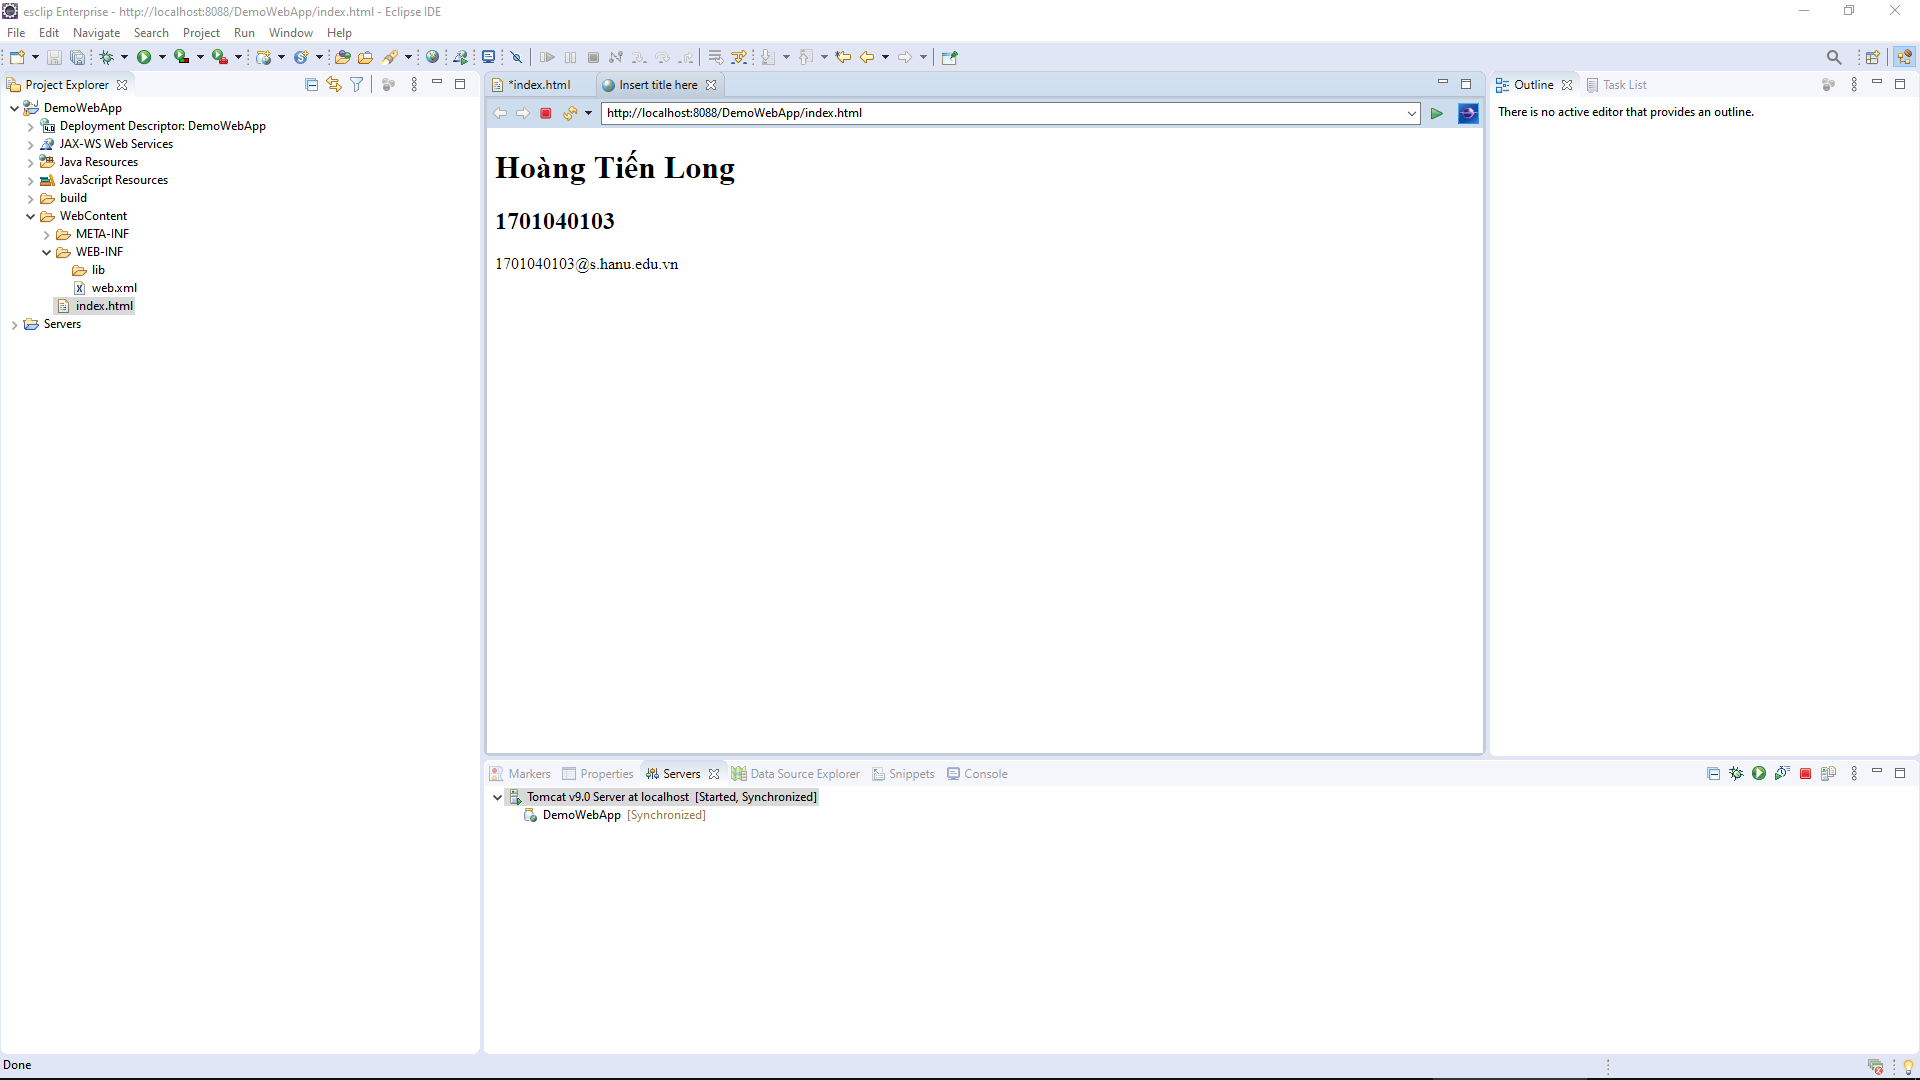 esclip Enterprise - http://localhost:8088/DemoWebApp/index.html - Eclipse IDE
File Edit Navigate Search Project Run Window Help
Project Explorer
DemoWebApp
Deployment Descriptor: DemoWebApp
JAX-WS Web Services
Java Resources
JavaScript Resources
build
WebContent
META-INF
WEB-INF
lib
web.xml
index.html
Servers
*index.html Insert title here
http://localhost:8088/DemoWebApp/index.html
Hoàng Tiến Long
1701040103
1701040103@s.hanu.edu.vn
Outline Task List
There is no active editor that provides an outline.
Markers Properties Servers Data Source Explorer Snippets Console
Tomcat v9.0 Server at localhost [Started, Synchronized]
DemoWebApp [Synchronized]
Done